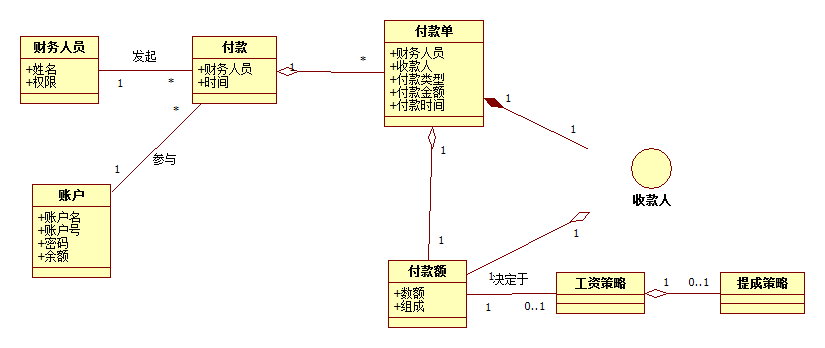 财务人员
+姓名
+权限
发起
1
*
付款
+财务人员
+时间
1
*
付款单
+财务人员
+收款人
+付款类型
+付款金额
+付款时间
1
1
收款人
*
参与
1
账户
+账户名
+账户号
+密码
+余额
1
1
1
1
付款额
+数额
+组成
决定于
1
0..1
工资策略
1
0..1
提成策略